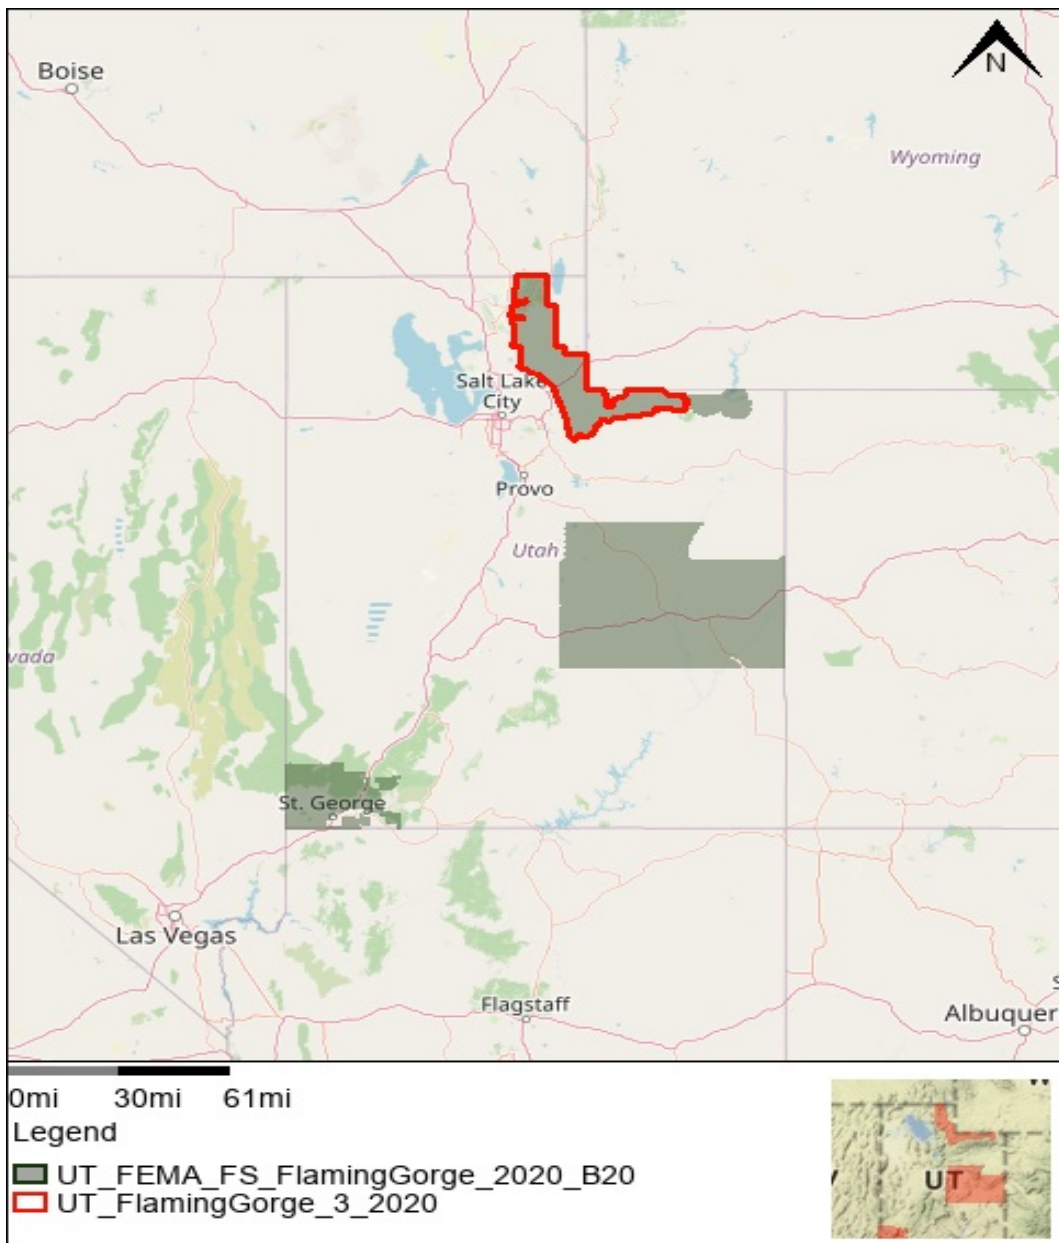 N
Boise
Wyoming
Salt Lake
City
Provo
Utah
vada
St. George
Las Vegas
Flagstaff
Albuquer
0mi 30mi 61mi
Legend
UT_FEMA_FS_FlamingGorge_2020_B20
UT_FlamingGorge_3_2020
UT